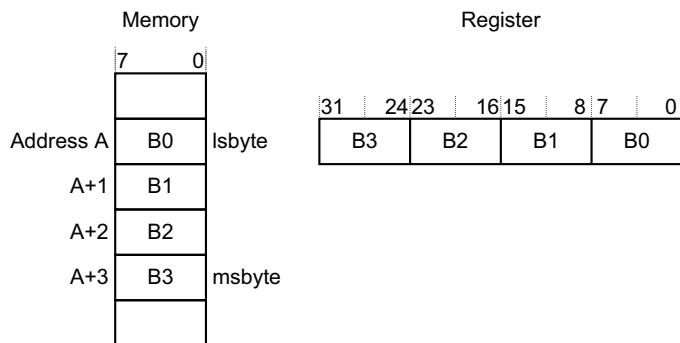 Memory
Register
7 0
31 24 23 16 15 8 7 0
Address A B0 lsbyte
B3 B2 B1 B0
A+1 B1
A+2 B2
A+3 B3 msbyte